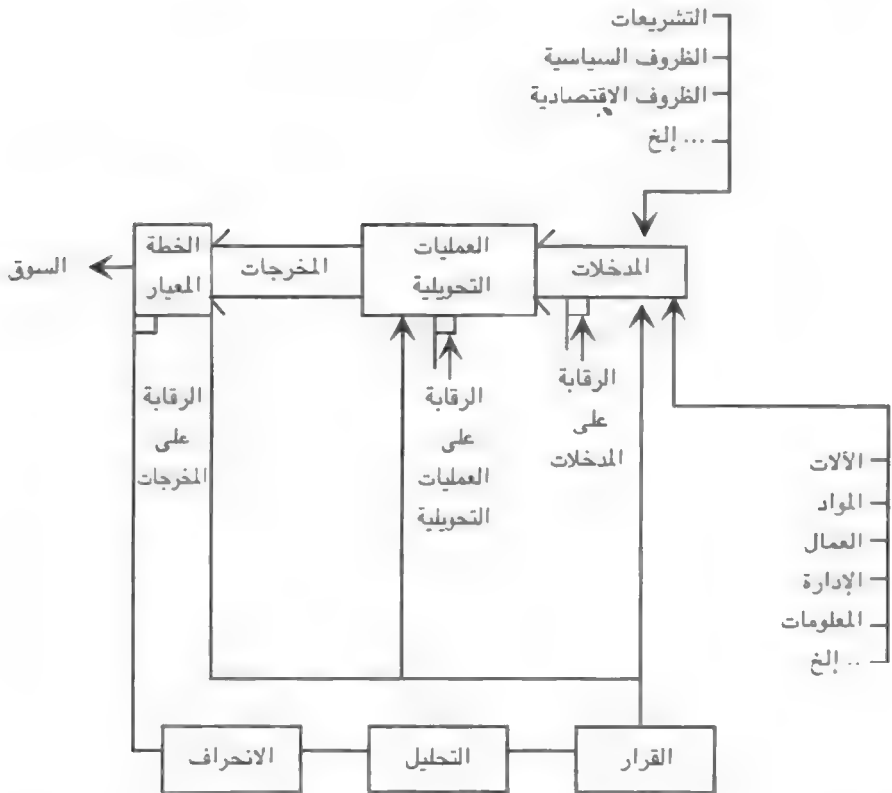 التشريعات
الظروف السياسية
الظروف الاقتصادية
... إلخ
المدخلات
العمليات
التحويلية
المخرجات
الخطة
المعيار
السوق
الرقابة
على
المدخلات
الرقابة
على
العمليات
التحويلية
الرقابة
على
المخرجات
الآلات
المواد
العمال
الإدارة
المعلومات
.. إلخ
القرار
التحليل
الانحراف